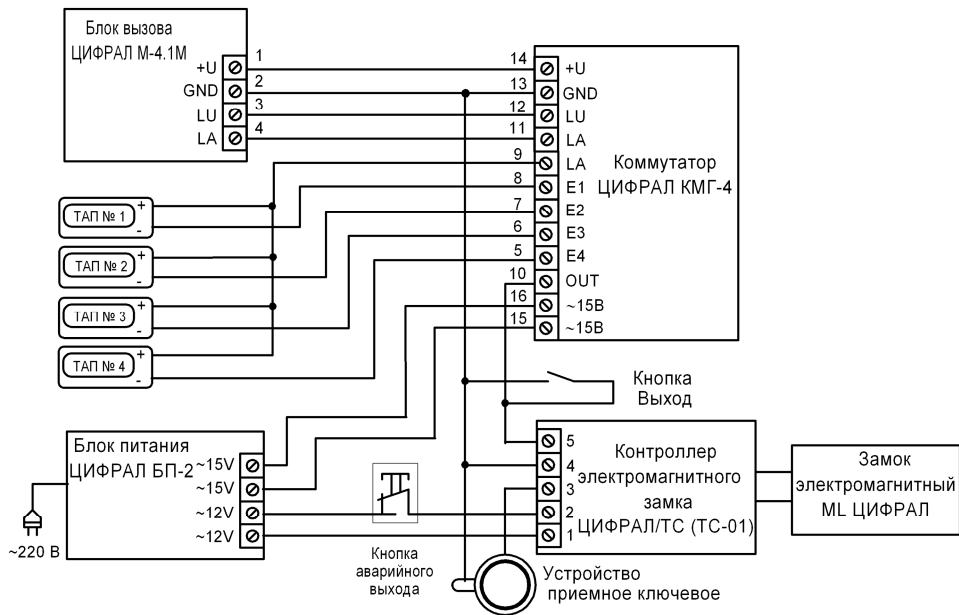 Блок вызова
ЦИФРАЛ М-4.1М
+U
GND
LU
LA
1
2
3
4
14
13
12
11
9
8
7
6
5
10
16
15
+U
GND
LU
LA
LA
E1
E2
E3
E4
OUT
~15В
~15В
Коммутатор
ЦИФРАЛ КМГ-4
ТАП № 1
+
-
ТАП № 2
+
-
ТАП № 3
+
-
ТАП № 4
+
-
Кнопка
Выход
Блок питания
ЦИФРАЛ БП-2
~15V
~15V
~12V
~12V
~220 В
Кнопка
аварийного
выхода
5
4
3
2
1
Контроллер
электромагнитного
замка
ЦИФРАЛ/ТС (ТС-01)
Замок
электромагнитный
ML ЦИФРАЛ
Устройство
приемное ключевое